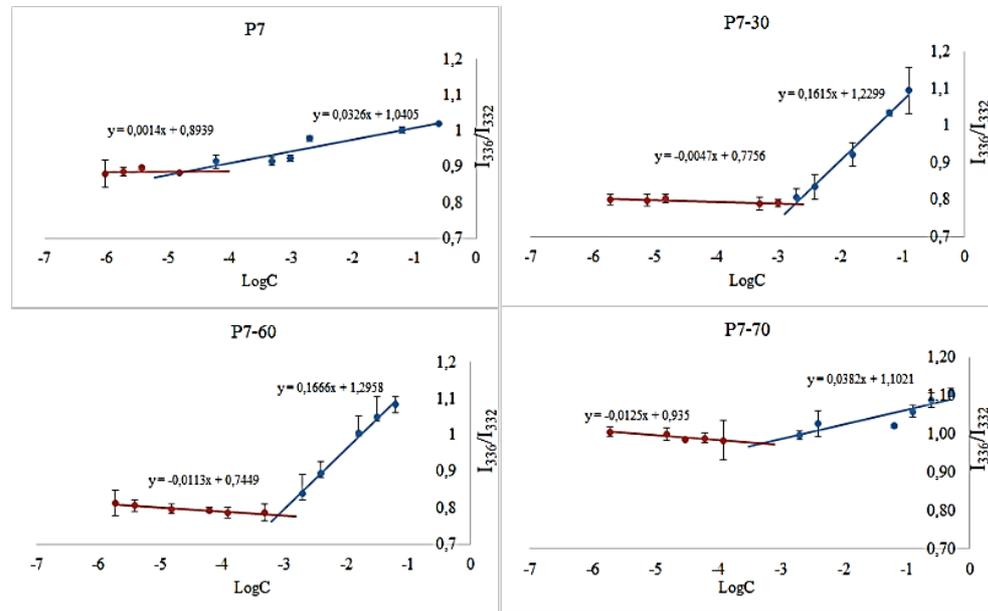 P7
1,2
1,1
y = 0,0326x + 1,0405
y = 0,0014x + 0,8939
1
0,9
0,8
0,7
I336/I332
-7 -6 -5 -4 -3 -2 -1 0
LogC
P7-30
1,2
1,1
y = 0,1615x + 1,2299
1
y = -0,0047x + 0,7756
0,9
0,8
0,7
I336/I332
-7 -6 -5 -4 -3 -2 -1 0
LogC
P7-60
1,2
y = 0,1666x + 1,2958
1,1
1
0,9
y = -0,0113x + 0,7449
0,8
0,7
I336/I332
-7 -6 -5 -4 -3 -2 -1 0
LogC
P7-70
1,20
y = 0,0382x + 1,1021
1,10
y = -0,0125x + 0,935
1,00
0,90
0,80
0,70
I336/I332
-7 -6 -5 -4 -3 -2 -1 0
LogC